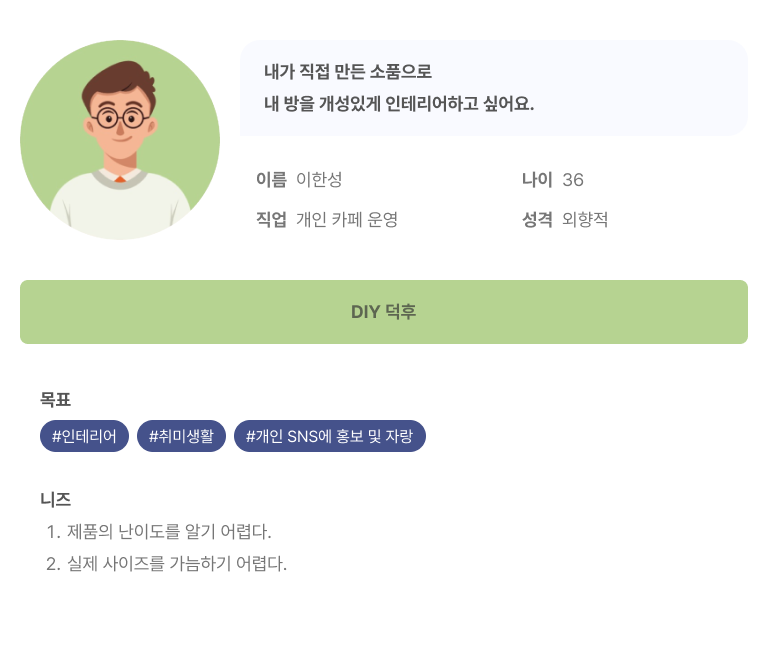 내가 직접 만든 소품으로
내 방을 개성있게 인테리어하고 싶어요.
이름 이한성
나이 36
직업 개인 카페 운영
성격 외향적
DIY 덕후
목표
#인테리어 #취미생활 #개인 SNS에 홍보 및 자랑
니즈
1. 제품의 난이도를 알기 어렵다.
2. 실제 사이즈를 가늠하기 어렵다.